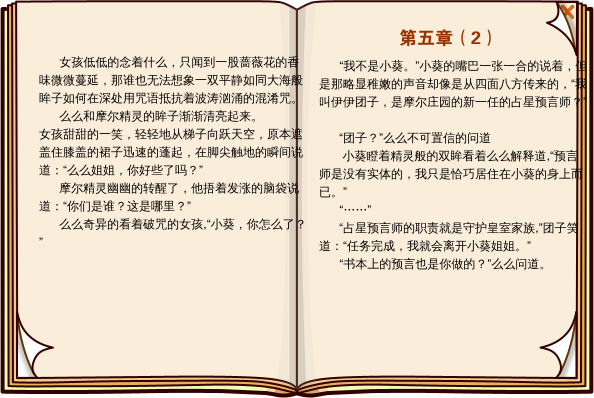 女孩低低的念着什么，只闻到一股蔷薇花的香
味微微蔓延，那谁也无法想象一双平静如同大海般
眸子如何在深处用咒语抵抗着波涛汹涌的混淆咒。
么么和摩尔精灵的眸子渐渐清亮起来。
女孩甜甜的一笑，轻轻地从梯子向跃天空，原本遮
盖住膝盖的裙子迅速的蓬起，在脚尖触地的瞬间说
道：“么么姐姐，你好些了吗？”
摩尔精灵幽幽的转醒了，他捂着发涨的脑袋说
道：“你们是谁？这是哪里？”
么么奇异的看着破咒的女孩,“小葵，你怎么了？
”
第五章（2）
“我不是小葵。”小葵的嘴巴一张一合的说着，但
是那略显稚嫩的声音却像是从四面八方传来的，“我
叫伊伊团子，是摩尔庄园的新一任的占星预言师？”
“团子？”么么不可置信的问道
小葵瞪着精灵般的双眸看着么么解释道,“预言
师是没有实体的，我只是恰巧居住在小葵的身上而
已。”
“……”
“占星预言师的职责就是守护皇室家族,”团子笑
道：“任务完成，我就会离开小葵姐姐。”
“书本上的预言也是你做的？”么么问道。